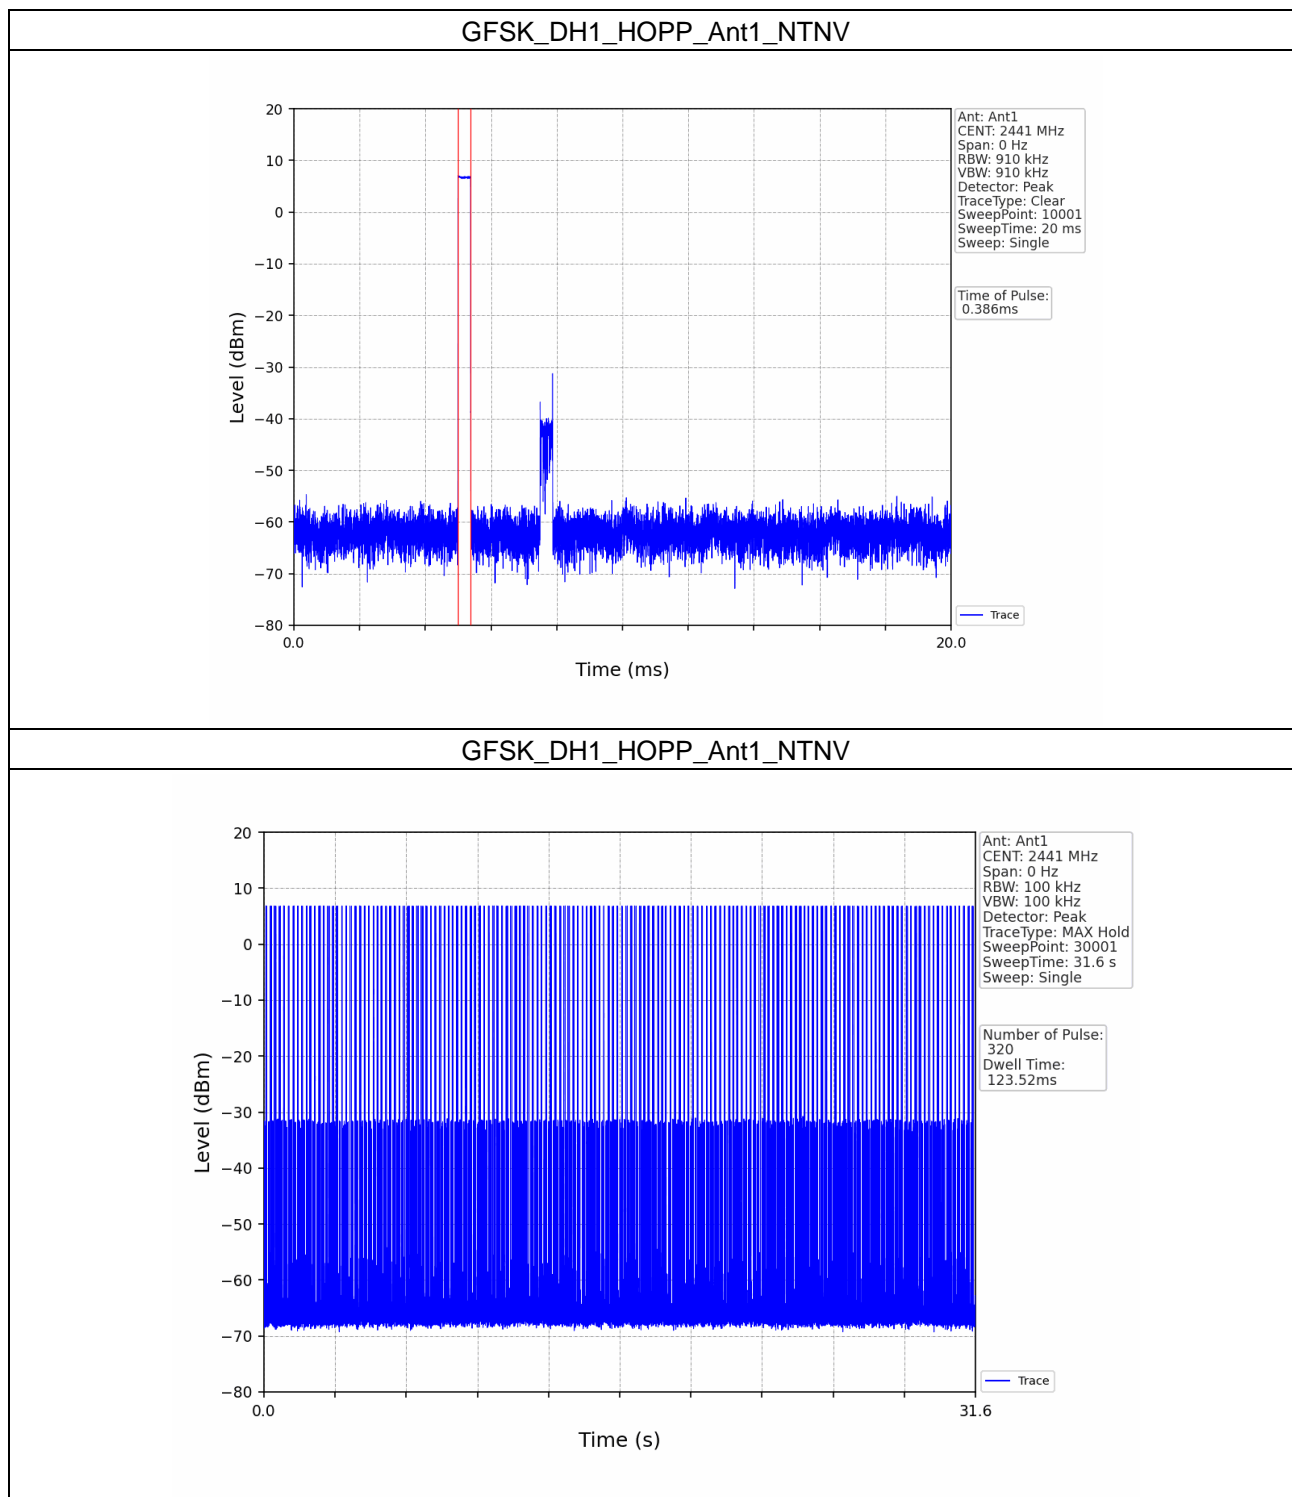 GFSK_DH1_HOPP_Ant1_NTNV
20
10
0
−10
−20
−30
−40
−50
−60
−70
−80
Level (dBm)
0.0
20.0
Time (ms)
Ant: Ant1
CENT: 2441 MHz
Span: 0 Hz
RBW: 910 kHz
VBW: 910 kHz
Detector: Peak
TraceType: Clear
SweepPoint: 10001
SweepTime: 20 ms
Sweep: Single
Time of Pulse:
0.386ms
Trace
GFSK_DH1_HOPP_Ant1_NTNV
20
10
0
−10
−20
−30
−40
−50
−60
−70
−80
Level (dBm)
0.0
31.6
Time (s)
Ant: Ant1
CENT: 2441 MHz
Span: 0 Hz
RBW: 100 kHz
VBW: 100 kHz
Detector: Peak
TraceType: MAX Hold
SweepPoint: 30001
SweepTime: 31.6 s
Sweep: Single
Number of Pulse:
320
Dwell Time:
123.52ms
Trace